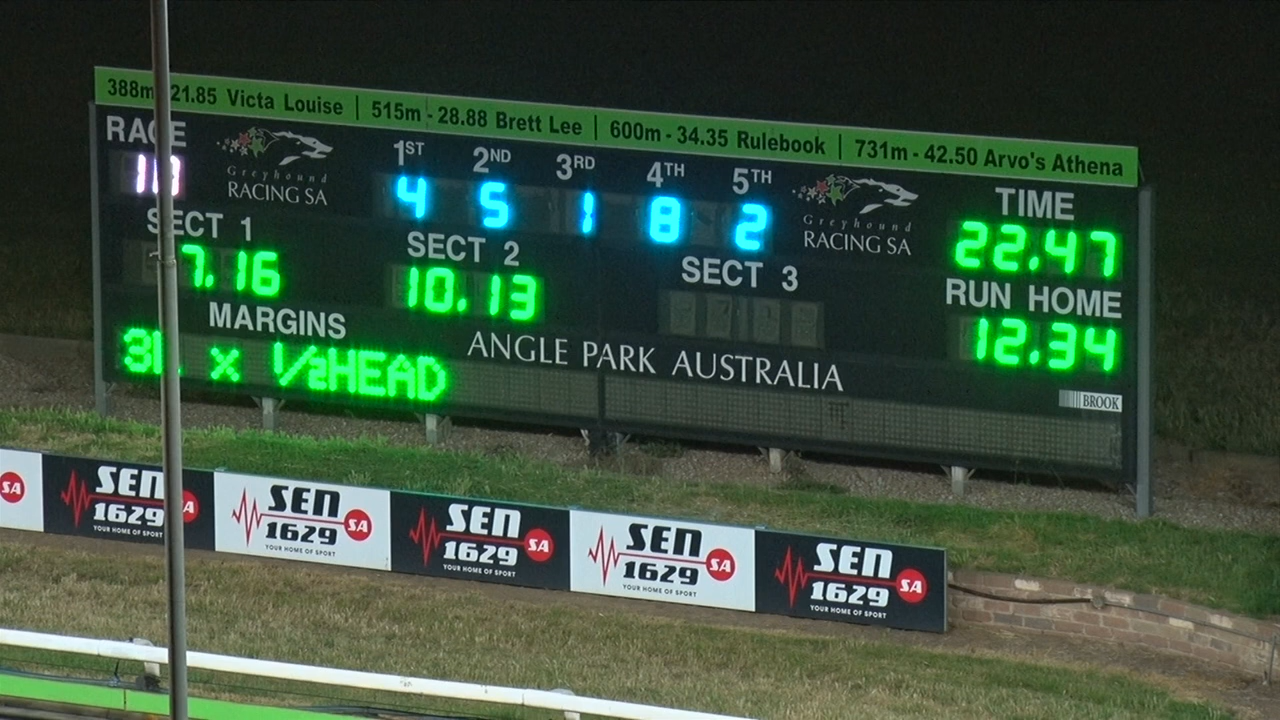 388m - 21.85 Victa Louise | 515m - 28.88 Brett Lee | 600m - 34.35 Rulebook | 731m - 42.50 Arvo's Athena
RACE
Greyhound
RACING SA
1ST 2ND 3RD 4TH 5TH
4 5 1 8 2
Greyhound
RACING SA
TIME
22.47
SECT 1
7.16
SECT 2
10.13
SECT 3
RUN HOME
12.34
MARGINS
3L x 1/2HEAD
ANGLE PARK AUSTRALIA
BROOK
SA
SEN
1629 SA
YOUR HOME OF SPORT
SEN
1629 SA
YOUR HOME OF SPORT
SEN
1629 SA
YOUR HOME OF SPORT
SEN
1629 SA
YOUR HOME OF SPORT
SEN
1629 SA
YOUR HOME OF SPORT